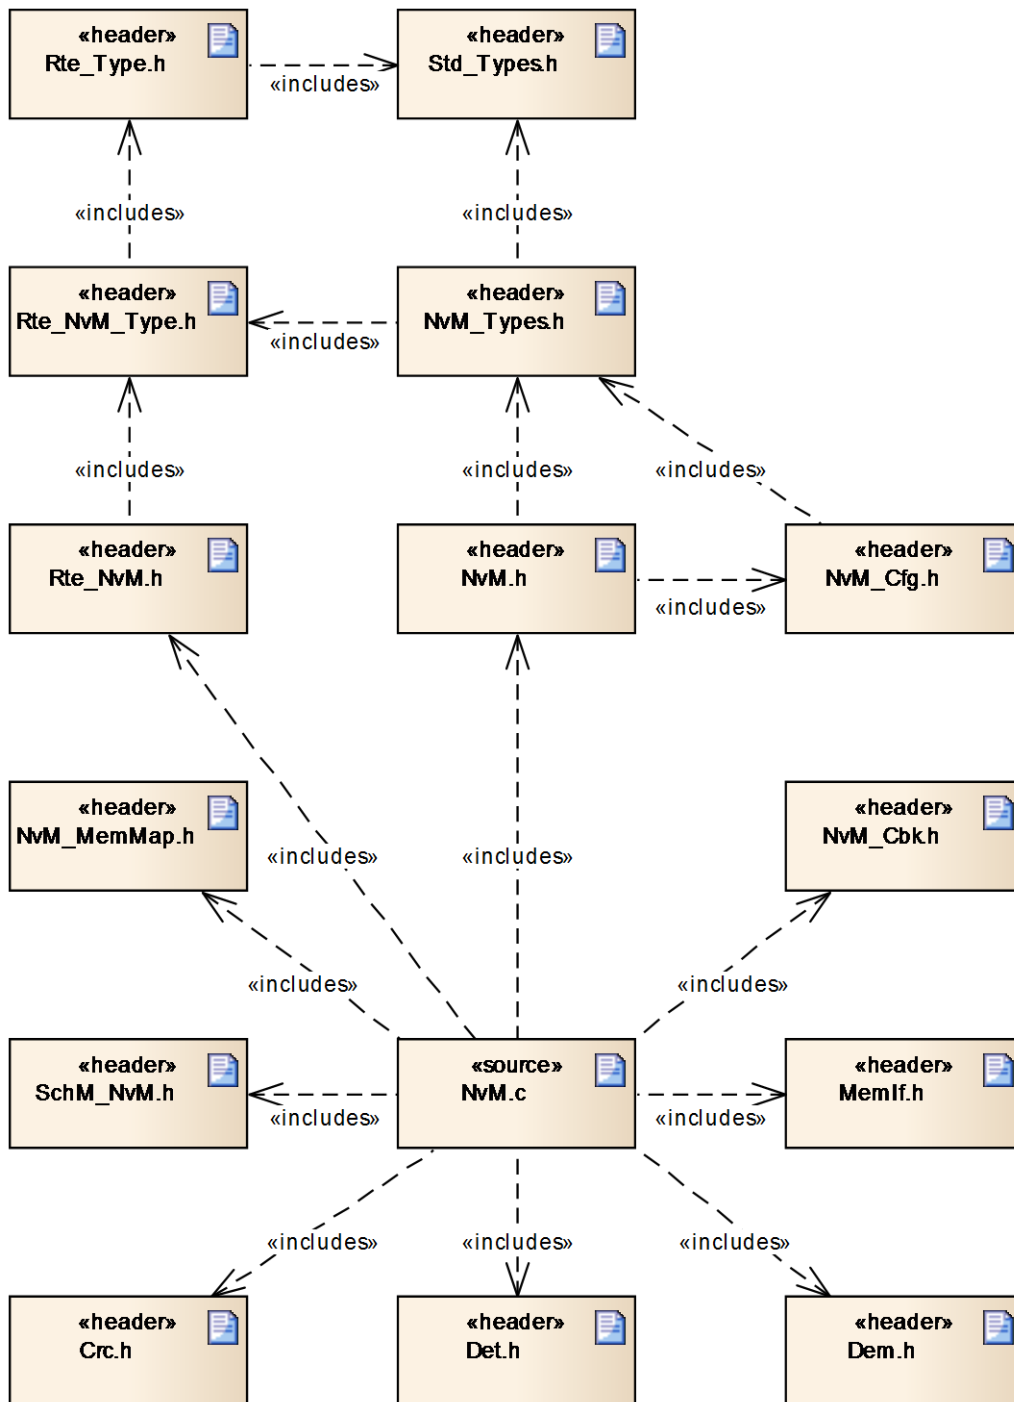 «header»
Rte_Type.h
«header»
Std_Types.h
«includes»
«includes»
«includes»
«header»
Rte_NvM_Type.h
«header»
NvM_Types.h
«includes»
«includes»
«includes»
«includes»
«header»
Rte_NvM.h
«header»
NvM.h
«header»
NvM_Cfg.h
«includes»
«header»
NvM_MemMap.h
«header»
NvM_Cbk.h
«includes»
«includes»
«includes»
«includes»
«header»
SchM_NvM.h
«source»
NvM.c
«header»
MemIf.h
«includes»
«includes»
«includes»
«includes»
«includes»
«header»
Crc.h
«header»
Det.h
«header»
Dem.h